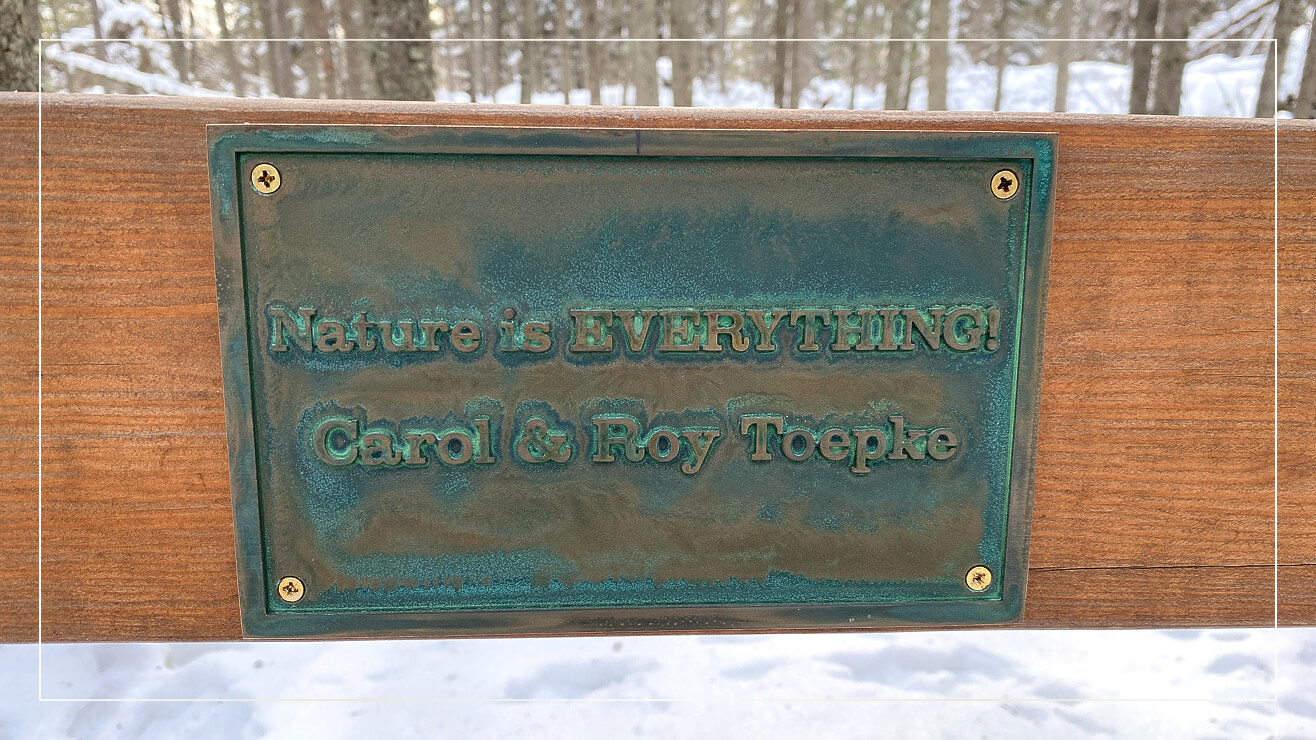 Nature is EVERYTHING!
Carol & Roy Toepke